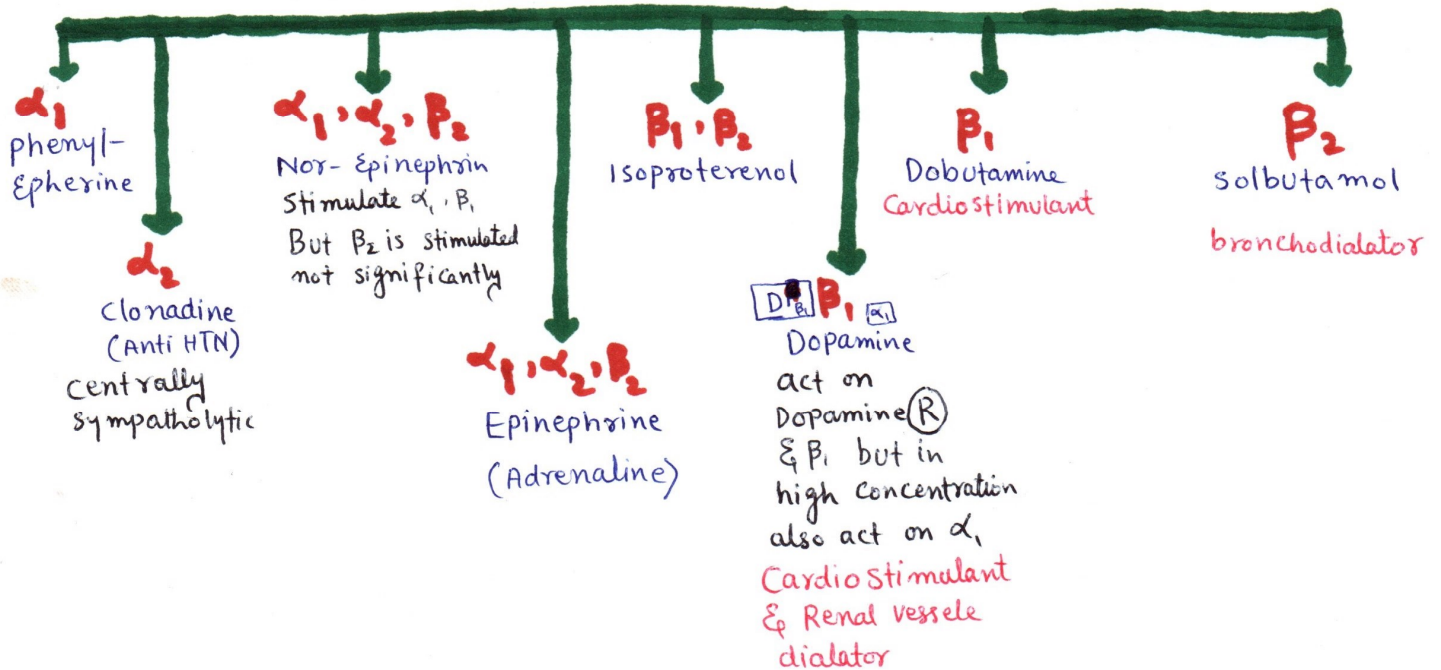 α1
phenyl-
Epherine
α2
Clonadine
(Anti HTN)
centrally
sympatholytic
α1, α2, β2
Nor-Epinephrin
Stimulate α1, β1
But β2 is stimulated
not significantly
α1, α2, β2
Epinephrine
(Adrenaline)
β1, β2
Isoproterenol
D β1 β1 α1
Dopamine
act on
Dopamine (R)
& β1 but in
high concentration
also act on α1
Cardio stimulant
& Renal vessele
dialator
β1
Dobutamine
Cardiostimulant
β2
solbutamol
bronchodialator